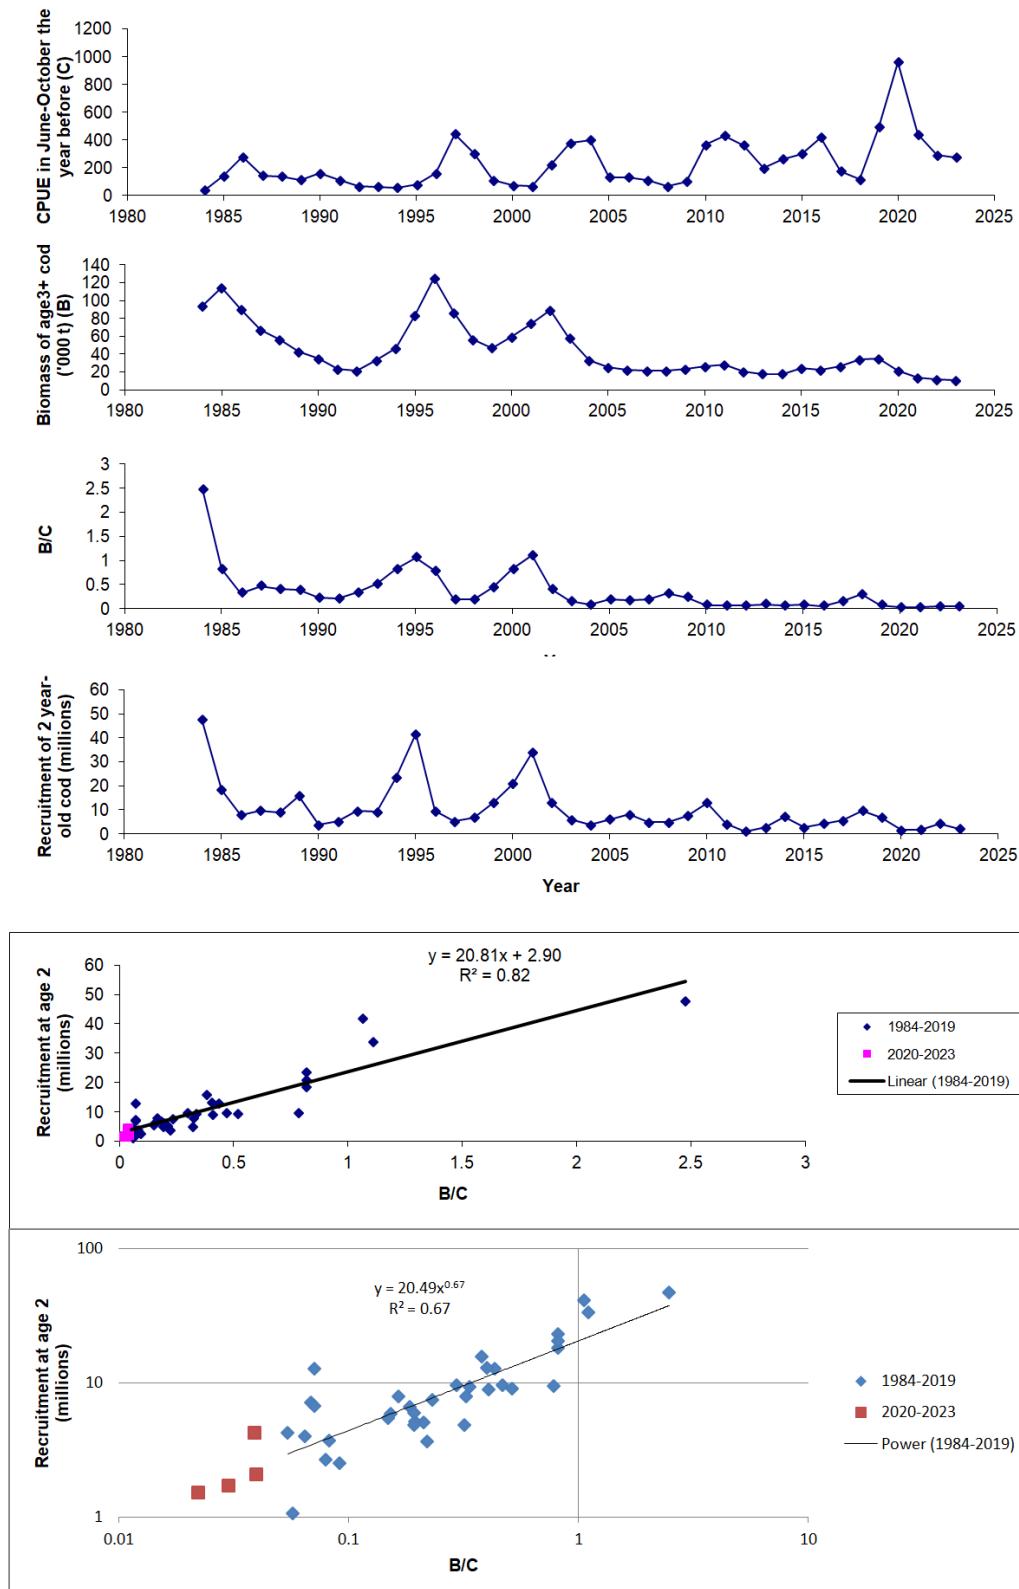 CPUE in June-October the
year before (C)
1200
1000
800
600
400
200
0
1980 1985 1990 1995 2000 2005 2010 2015 2020 2025
Biomass of age3+ cod
('000 t) (B)
140
120
100
80
60
40
20
0
1980 1985 1990 1995 2000 2005 2010 2015 2020 2025
B/C
3
2.5
2
1.5
1
0.5
0
1980 1985 1990 1995 2000 2005 2010 2015 2020 2025
Recruitment of 2 year-
old cod (millions)
60
50
40
30
20
10
0
1980 1985 1990 1995 2000 2005 2010 2015 2020 2025
Year
Recruitment at age 2
(millions)
y = 20.81x + 2.90
R² = 0.82
60
50
40
30
20
10
0
0 0.5 1 1.5 2 2.5 3
B/C
1984-2019
2020-2023
Linear (1984-2019)
Recruitment at age 2
(millions)
100
10
1
y = 20.49x^0.67
R² = 0.67
0.01 0.1 1 10
B/C
1984-2019
2020-2023
Power (1984-2019)